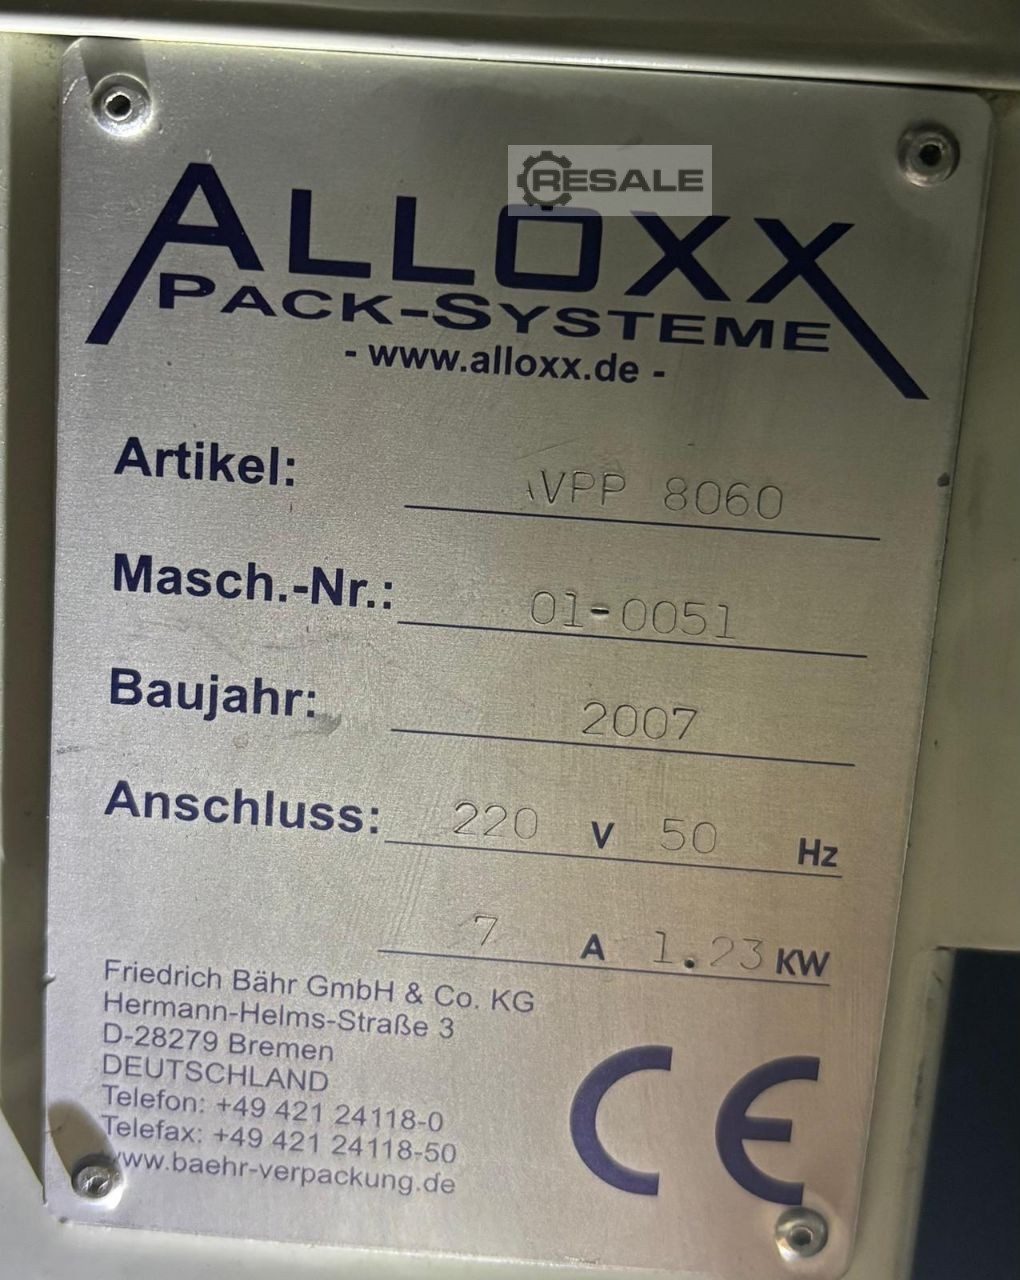 RESALE
ALLOXX
PACK-SYSTEME
- www.alloxx.de -
Artikel: VPP 8060
Masch.-Nr.: 01-0051
Baujahr: 2007
Anschluss: 220 V 50 Hz
7 A 1.23 KW
Friedrich Bähr GmbH & Co. KG
Hermann-Helms-Straße 3
D-28279 Bremen
DEUTSCHLAND
Telefon: +49 421 24118-0
Telefax: +49 421 24118-50
www.baehr-verpackung.de
CE